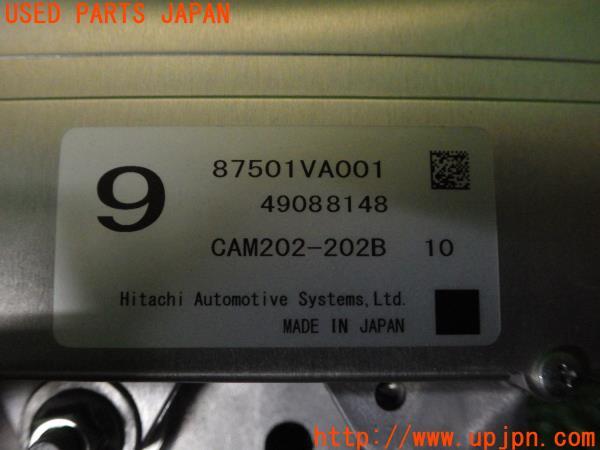 USED PARTS JAPAN
9
87501VA001
49088148
CAM202-202B 10
Hitachi Automotive Systems,Ltd.
MADE IN JAPAN
http://www.upjpn.com